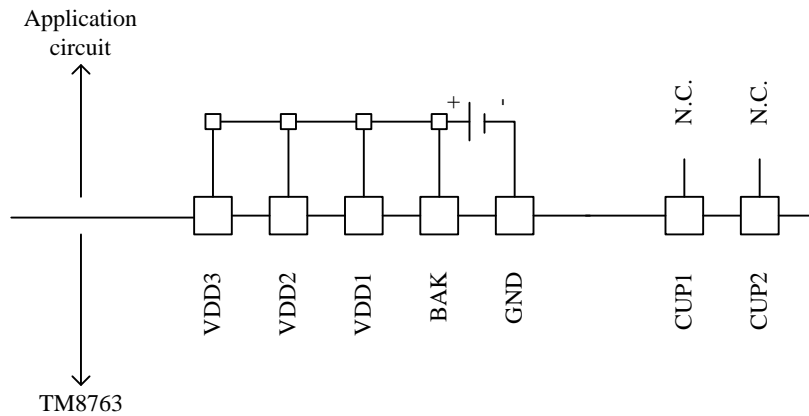 Application
circuit
+ -
N.C.
N.C.
VDD3
VDD2
VDD1
BAK
GND
CUP1
CUP2
TM8763